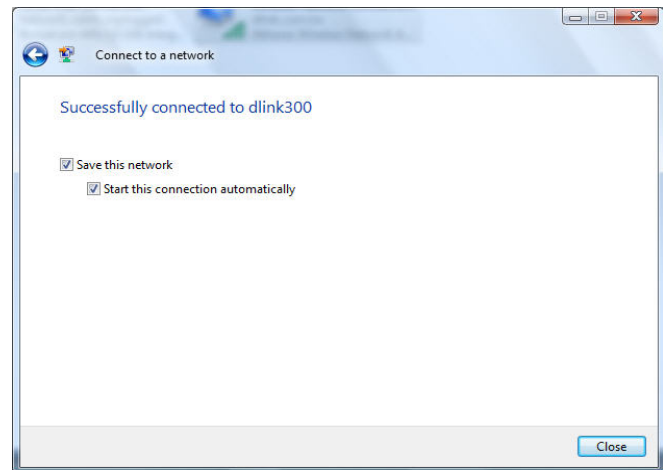 Connect to a network
Successfully connected to dlink300
Save this network
Start this connection automatically
Close